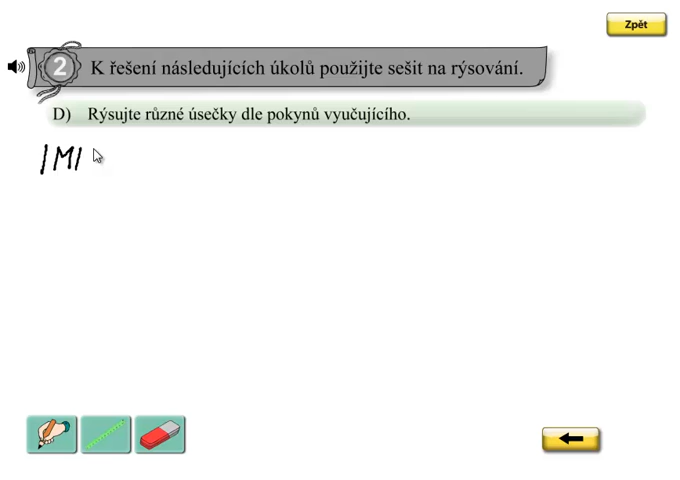 Zpět
2 K řešení následujících úkolů použijte sešit na rýsování.
D) Rýsujte různé úsečky dle pokynů vyučujícího.
|M|